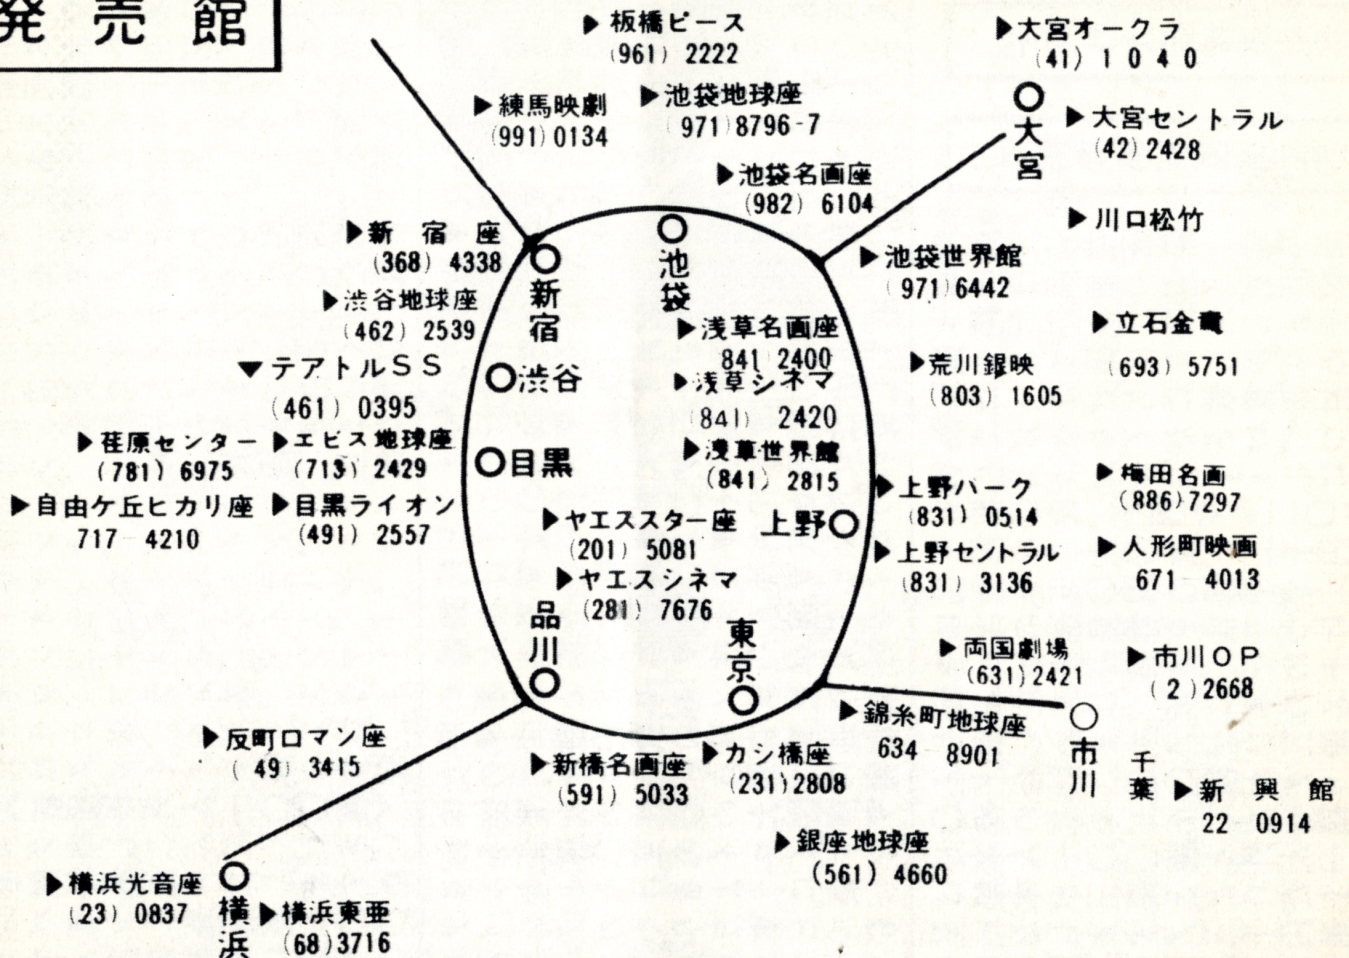 発売館
▶板橋ピース
(961) 2222
▶大宮オークラ
(41) 1040
▶練馬映劇
(991)0134
▶池袋地球座
971)8796-7
大宮
▶大宮セントラル
(42)2428
▶池袋名画座
(982) 6104
▶川口松竹
▶新宿座
(368) 4338
新宿
池袋
▶池袋世界館
(971)6442
▶渋谷地球座
(462) 2539
▶浅草名画座
841 2400
▶立石金竜
(693) 5751
▼テアトルSS
(461) 0395
渋谷
▶浅草シネマ
(841) 2420
▶荒川銀映
(803) 1605
▶荏原センター
(781) 6975
▶エビス地球座
(713) 2429
目黒
▶浅草世界館
(841) 2815
▶上野パーク
(831) 0514
▶梅田名画
(886)7297
▶自由ケ丘ヒカリ座
717-4210
▶目黒ライオン
(491) 2557
▶ヤエススター座
(201) 5081
上野
▶上野セントラル
(831) 3136
▶人形町映画
671-4013
▶ヤエスシネマ
(281) 7676
品川
東京
▶両国劇場
(631)2421
▶市川OP
(2)2668
▶反町ロマン座
(49) 3415
▶新橋名画座
(591) 5033
▶カシ橋座
(231)2808
▶錦糸町地球座
634 8901
市川
千葉
▶新興館
22 0914
▶銀座地球座
(561) 4660
▶横浜光音座
(23) 0837
横浜
▶横浜東亜
(68)3716